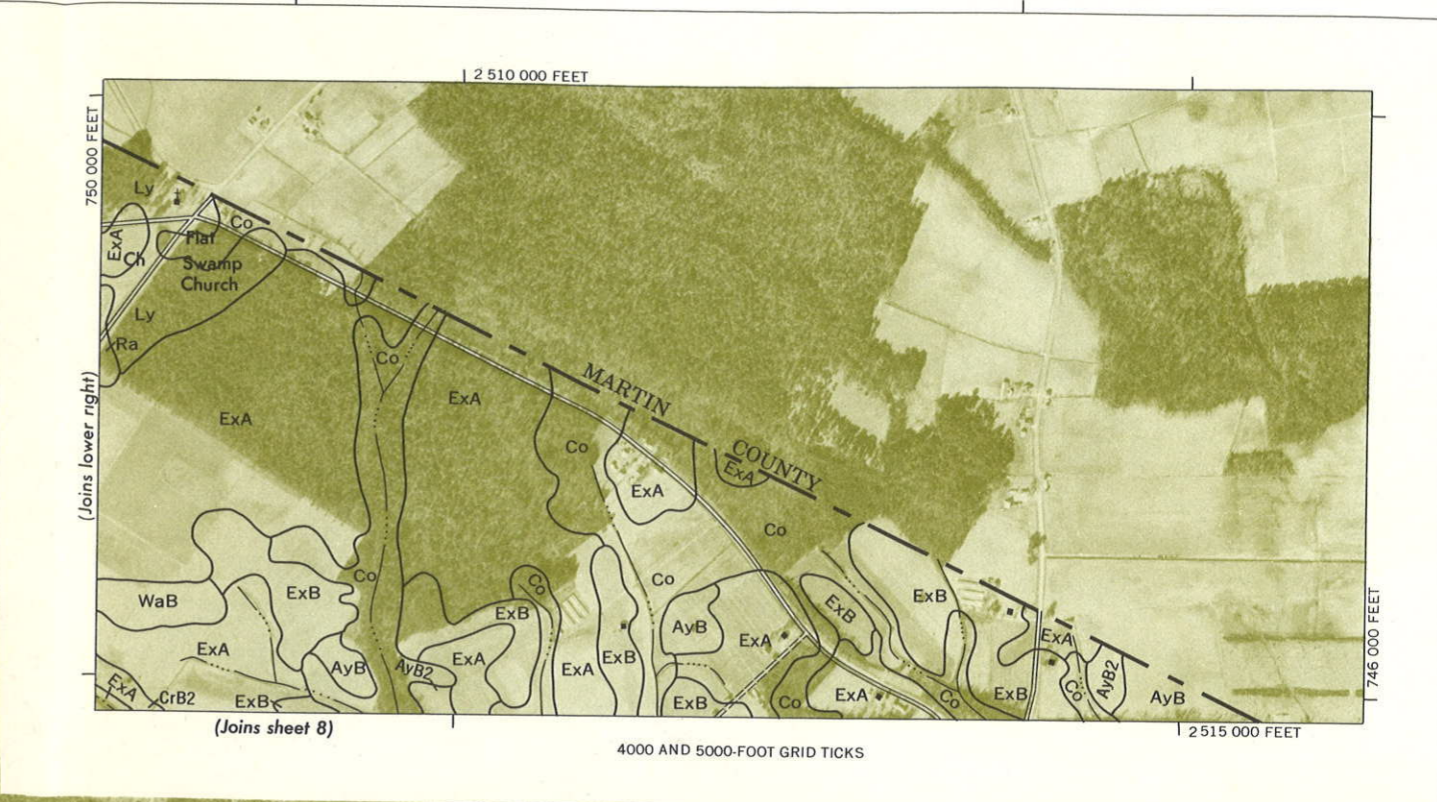 2 510 000 FEET
750 000 FEET
Ly
Co
ExA
Flat
Ch
Swamp
Church
Ly
Ra
Co
MARTIN
ExA
ExA
(Joins lower right)
Co
COUNTY
ExA
ExA
Co
Co
Co
Co
ExB
ExB
ExB
WaB
ExB
746 000 FEET
AyB
ExA
ExA
ExA
AyB
AyB2
ExA
ExA
ExB
Co
AyB2
ExA
CrB2
ExB
ExB
Co
ExA
Co
ExB
AyB
(Joins sheet 8)
2 515 000 FEET
4000 AND 5000-FOOT GRID TICKS